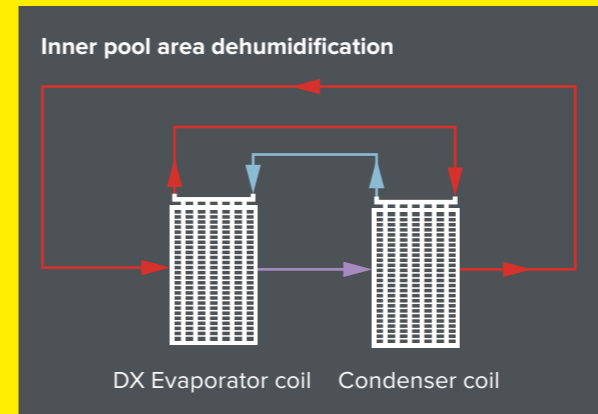 Inner pool area dehumidification
DX Evaporator coil
Condenser coil